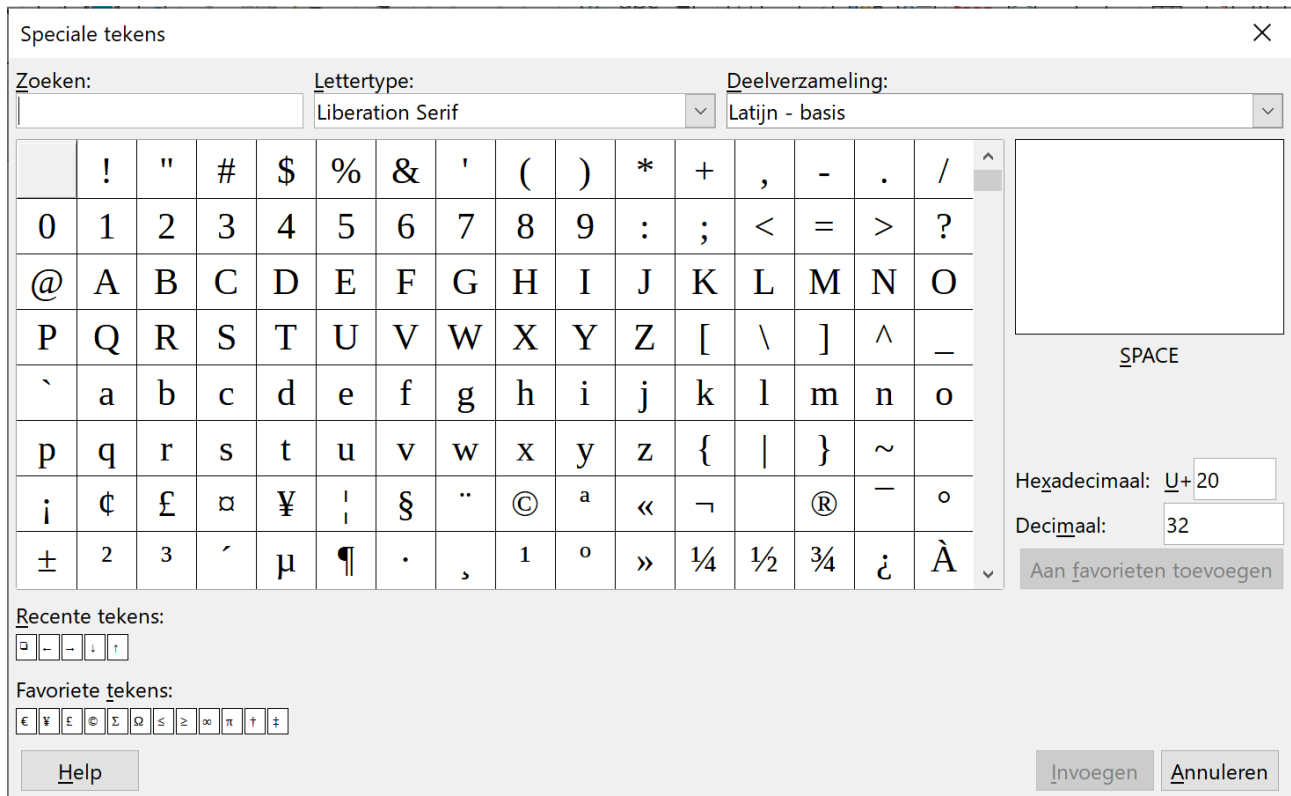 Speciale tekens
Zoeken: Lettertype: Deelverzameling:
Liberation Serif Latijn - basis
! " # $ % & ' ( ) * + , - . /
0 1 2 3 4 5 6 7 8 9 : ; < = > ?
@ A B C D E F G H I J K L M N O
P Q R S T U V W X Y Z [ \ ] ^ _
` a b c d e f g h i j k l m n o
p q r s t u v w x y z { | } ~
¡ ¢ £ ¤ ¥ ¦ § ¨ © ª « ¬ ® ¯ °
± ² ³ ´ µ ¶ · ¸ ¹ º » ¼ ½ ¾ ¿ À
SPACE
Hexadecimaal: U+ 20
Decimaal: 32
Aan favorieten toevoegen
Recente tekens:
❏ ← → ↓ ↑
Favoriete tekens:
€ ¥ £ © Σ Ω ≤ ≥ ∞ π † ‡
Help Invoegen Annuleren